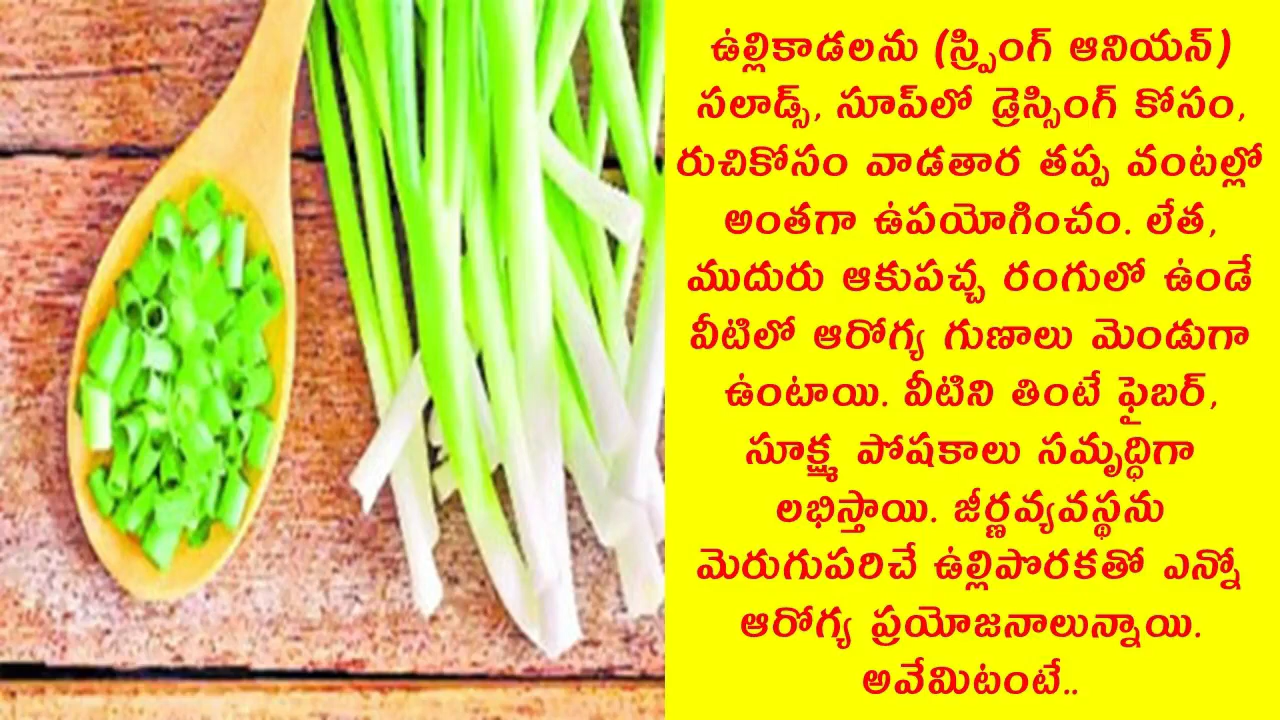 ఉల్లికాడలను (స్ప్రింగ్ ఆనియన్)
సలాడ్స్, సూప్‌లో డ్రెస్సింగ్ కోసం,
రుచికోసం వాడతార తప్ప వంటల్లో
అంతగా ఉపయోగించం. లేత,
ముదురు ఆకుపచ్చ రంగులో ఉండే
వీటిలో ఆరోగ్య గుణాలు మెండుగా
ఉంటాయి. వీటిని తింటే ఫైబర్,
సూక్ష్మ పోషకాలు సమృద్ధిగా
లభిస్తాయి. జీర్ణవ్యవస్థను
మెరుగుపరిచే ఉల్లిపొరకతో ఎన్నో
ఆరోగ్య ప్రయోజనాలున్నాయి.
అవేమిటంటే..